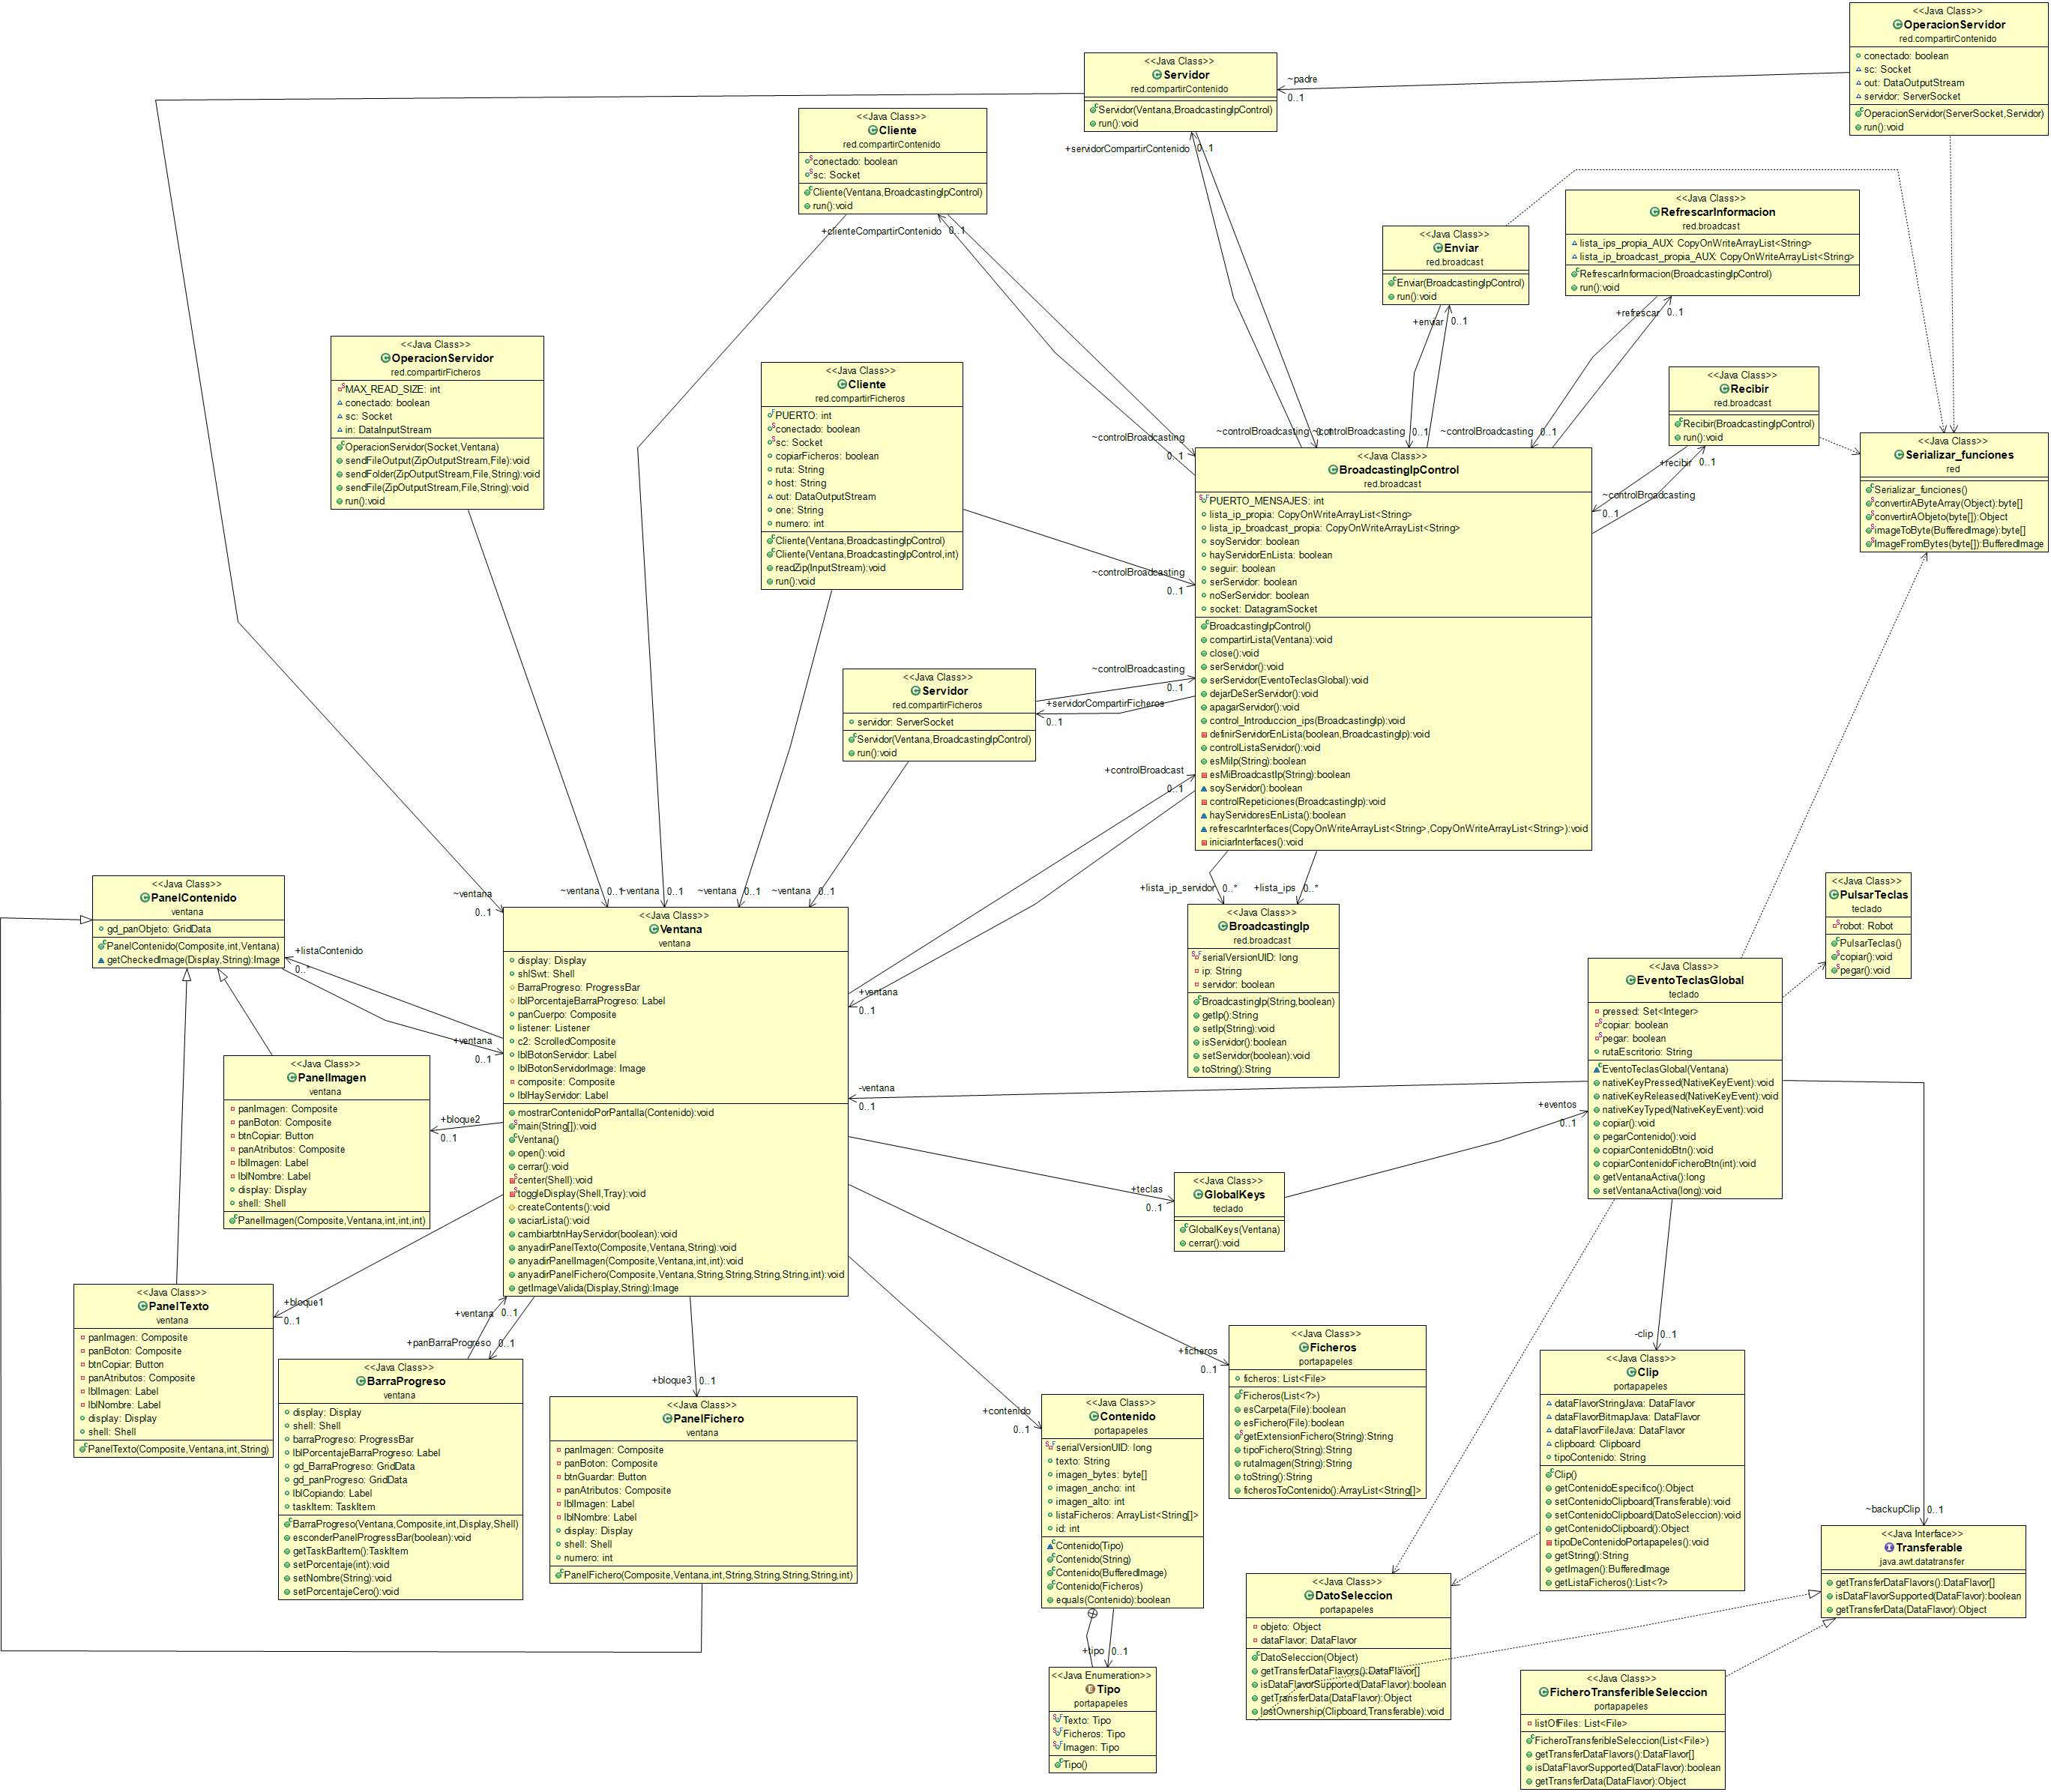 <<Java Class>>
OperacionServidor
red.compartirContenido
conectado: boolean
sc: Socket
out: DataOutputStream
servidor: ServerSocket
OperacionServidor(ServerSocket,Servidor)
run():void
<<Java Class>>
Servidor
red.compartirContenido
Servidor(Ventana,BroadcastingIpControl)
run():void
~padre
0..1
+servidorCompartirContenido
0..1
<<Java Class>>
Cliente
red.compartirContenido
conectado: boolean
sc: Socket
Cliente(Ventana,BroadcastingIpControl)
run():void
+clienteCompartirContenido
0..1
<<Java Class>>
Enviar
red.broadcast
Enviar(BroadcastingIpControl)
run():void
+enviar
0..1
<<Java Class>>
RefrescarInformacion
red.broadcast
lista_ips_propia_AUX: CopyOnWriteArrayList<String>
lista_ip_broadcast_propia_AUX: CopyOnWriteArrayList<String>
RefrescarInformacion(BroadcastingIpControl)
run():void
+refrescar
0..1
<<Java Class>>
OperacionServidor
red.compartirFicheros
MAX_READ_SIZE: int
conectado: boolean
sc: Socket
in: DataInputStream
OperacionServidor(Socket,Ventana)
sendFileOutput(ZipOutputStream,File):void
sendFolder(ZipOutputStream,File,String):void
sendFile(ZipOutputStream,File,String):void
run():void
<<Java Class>>
Cliente
red.compartirFicheros
PUERTO: int
conectado: boolean
sc: Socket
copiarFicheros: boolean
ruta: String
host: String
out: DataOutputStream
one: String
numero: int
Cliente(Ventana,BroadcastingIpControl)
Cliente(Ventana,BroadcastingIpControl,int)
readZip(InputStream):void
run():void
<<Java Class>>
Recibir
red.broadcast
Recibir(BroadcastingIpControl)
run():void
+recibir
0..1
<<Java Class>>
Serializar_funciones
red
Serializar_funciones()
convertirAByteArray(Object):byte[]
convertirAObjeto(byte[]):Object
imageToByte(BufferedImage):byte[]
ImageFromBytes(byte[]):BufferedImage
~controlBroadcasting
0..1
~controlBroadcasting
0..1
~controlBroadcasting
0..1
~controlBroadcasting
0..1
~controlBroadcasting
0..1
~controlBroadcasting
0..1
<<Java Class>>
BroadcastingIpControl
red.broadcast
PUERTO_MENSAJES: int
lista_ip_propia: CopyOnWriteArrayList<String>
lista_ip_broadcast_propia: CopyOnWriteArrayList<String>
soyServidor: boolean
hayServidorEnLista: boolean
seguir: boolean
serServidor: boolean
noSerServidor: boolean
socket: DatagramSocket
BroadcastingIpControl()
compartirLista(Ventana):void
close():void
serServidor():void
serServidor(EventoTeclasGlobal):void
dejarDeSerServidor():void
apagarServidor():void
control_Introduccion_ips(BroadcastingIp):void
definirServidorEnLista(boolean,BroadcastingIp):void
controlListaServidor():void
esMiIp(String):boolean
esMiBroadcastIp(String):boolean
soyServidor():boolean
controlRepeticiones(BroadcastingIp):void
hayServidoresEnLista():boolean
refrescarInterfaces(CopyOnWriteArrayList<String>,CopyOnWriteArrayList<String>):void
iniciarInterfaces():void
<<Java Class>>
Servidor
red.compartirFicheros
servidor: ServerSocket
Servidor(Ventana,BroadcastingIpControl)
run():void
~controlBroadcasting
0..1
+servidorCompartirFicheros
0..1
+controlBroadcast
0..1
+lista_ip_servidor
0..*
+lista_ips
0..*
<<Java Class>>
PanelContenido
ventana
gd_panObjeto: GridData
PanelContenido(Composite,int,Ventana)
getCheckedImage(Display,String):Image
+listaContenido
0..*
+ventana
0..1
~ventana
0..1
~ventana
0..1
~ventana
0..1
~ventana
0..1
~ventana
0..1
<<Java Class>>
Ventana
ventana
display: Display
shlSwt: Shell
BarraProgreso: ProgressBar
lblPorcentajeBarraProgreso: Label
panCuerpo: Composite
listener: Listener
c2: ScrolledComposite
lblBotonServidor: Label
lblBotonServidorImage: Image
composite: Composite
lblHayServidor: Label
mostrarContenidoPorPantalla(Contenido):void
main(String[]):void
Ventana()
open():void
cerrar():void
center(Shell):void
toggleDisplay(Shell,Tray):void
createContents():void
vaciarLista():void
cambiarbtnHayServidor(boolean):void
anyadirPanelTexto(Composite,Ventana,String):void
anyadirPanelImagen(Composite,Ventana,int,int):void
anyadirPanelFichero(Composite,Ventana,String,String,String,String,int):void
getImageValida(Display,String):Image
+ventana
0..1
-ventana
0..1
<<Java Class>>
BroadcastingIp
red.broadcast
serialVersionUID: long
ip: String
servidor: boolean
BroadcastingIp(String,boolean)
getIp():String
setIp(String):void
isServidor():boolean
setServidor(boolean):void
toString():String
<<Java Class>>
PulsarTeclas
teclado
robot: Robot
PulsarTeclas()
copiar():void
pegar():void
<<Java Class>>
EventoTeclasGlobal
teclado
pressed: Set<Integer>
copiar: boolean
pegar: boolean
rutaEscritorio: String
EventoTeclasGlobal(Ventana)
nativeKeyPressed(NativeKeyEvent):void
nativeKeyReleased(NativeKeyEvent):void
nativeKeyTyped(NativeKeyEvent):void
copiar():void
pegarContenido():void
copiarContenidoBtn():void
copiarContenidoFicheroBtn(int):void
getVentanaActiva():long
setVentanaActiva(long):void
+eventos
0..1
<<Java Class>>
PanelImagen
ventana
panImagen: Composite
panBoton: Composite
btnCopiar: Button
panAtributos: Composite
lblImagen: Label
lblNombre: Label
display: Display
shell: Shell
PanelImagen(Composite,Ventana,int,int,int)
+bloque2
0..1
+teclas
0..1
<<Java Class>>
GlobalKeys
teclado
GlobalKeys(Ventana)
cerrar():void
<<Java Class>>
PanelTexto
ventana
panImagen: Composite
panBoton: Composite
btnCopiar: Button
panAtributos: Composite
lblImagen: Label
lblNombre: Label
display: Display
shell: Shell
PanelTexto(Composite,Ventana,int,String)
+bloque1
0..1
+ventana
0..1
+panBarraProgreso
0..1
<<Java Class>>
BarraProgreso
ventana
display: Display
shell: Shell
barraProgreso: ProgressBar
lblPorcentajeBarraProgreso: Label
gd_BarraProgreso: GridData
gd_panProgreso: GridData
lblCopiando: Label
taskItem: TaskItem
BarraProgreso(Ventana,Composite,int,Display,Shell)
esconderPanelProgressBar(boolean):void
getTaskBarItem():TaskItem
setPorcentaje(int):void
setNombre(String):void
setPorcentajeCero():void
+bloque3
0..1
<<Java Class>>
PanelFichero
ventana
panImagen: Composite
panBoton: Composite
btnGuardar: Button
panAtributos: Composite
lblImagen: Label
lblNombre: Label
display: Display
shell: Shell
numero: int
PanelFichero(Composite,Ventana,int,String,String,String,String,int)
+contenido
0..1
<<Java Class>>
Contenido
portapapeles
serialVersionUID: long
texto: String
imagen_bytes: byte[]
imagen_ancho: int
imagen_alto: int
listaFicheros: ArrayList<String[]>
id: int
Contenido(Tipo)
Contenido(String)
Contenido(BufferedImage)
Contenido(Ficheros)
equals(Contenido):boolean
+tipo
0..1
<<Java Enumeration>>
Tipo
portapapeles
Texto: Tipo
Ficheros: Tipo
Imagen: Tipo
Tipo()
+ficheros
0..1
<<Java Class>>
Ficheros
portapapeles
ficheros: List<File>
Ficheros(List<?>)
esCarpeta(File):boolean
esFichero(File):boolean
getExtensionFichero(String):String
tipoFichero(String):String
rutaImagen(String):String
toString():String
ficherosToContenido():ArrayList<String[]>
-clip
0..1
<<Java Class>>
Clip
portapapeles
dataFlavorStringJava: DataFlavor
dataFlavorBitmapJava: DataFlavor
dataFlavorFileJava: DataFlavor
clipboard: Clipboard
tipoContenido: String
Clip()
getContenidoEspecifico():Object
setContenidoClipboard(Transferable):void
setContenidoClipboard(DatoSeleccion):void
getContenidoClipboard():Object
tipoDeContenidoPortapapeles():void
getString():String
getImagen():BufferedImage
getListaFicheros():List<?>
~backupClip
0..1
<<Java Interface>>
Transferable
java.awt.datatransfer
getTransferDataFlavors():DataFlavor[]
isDataFlavorSupported(DataFlavor):boolean
getTransferData(DataFlavor):Object
<<Java Class>>
DatoSeleccion
portapapeles
objeto: Object
dataFlavor: DataFlavor
DatoSeleccion(Object)
getTransferDataFlavors():DataFlavor[]
isDataFlavorSupported(DataFlavor):boolean
getTransferData(DataFlavor):Object
lostOwnership(Clipboard,Transferable):void
<<Java Class>>
FicheroTransferibleSeleccion
portapapeles
listOfFiles: List<File>
FicheroTransferibleSeleccion(List<File>)
getTransferDataFlavors():DataFlavor[]
isDataFlavorSupported(DataFlavor):boolean
getTransferData(DataFlavor):Object